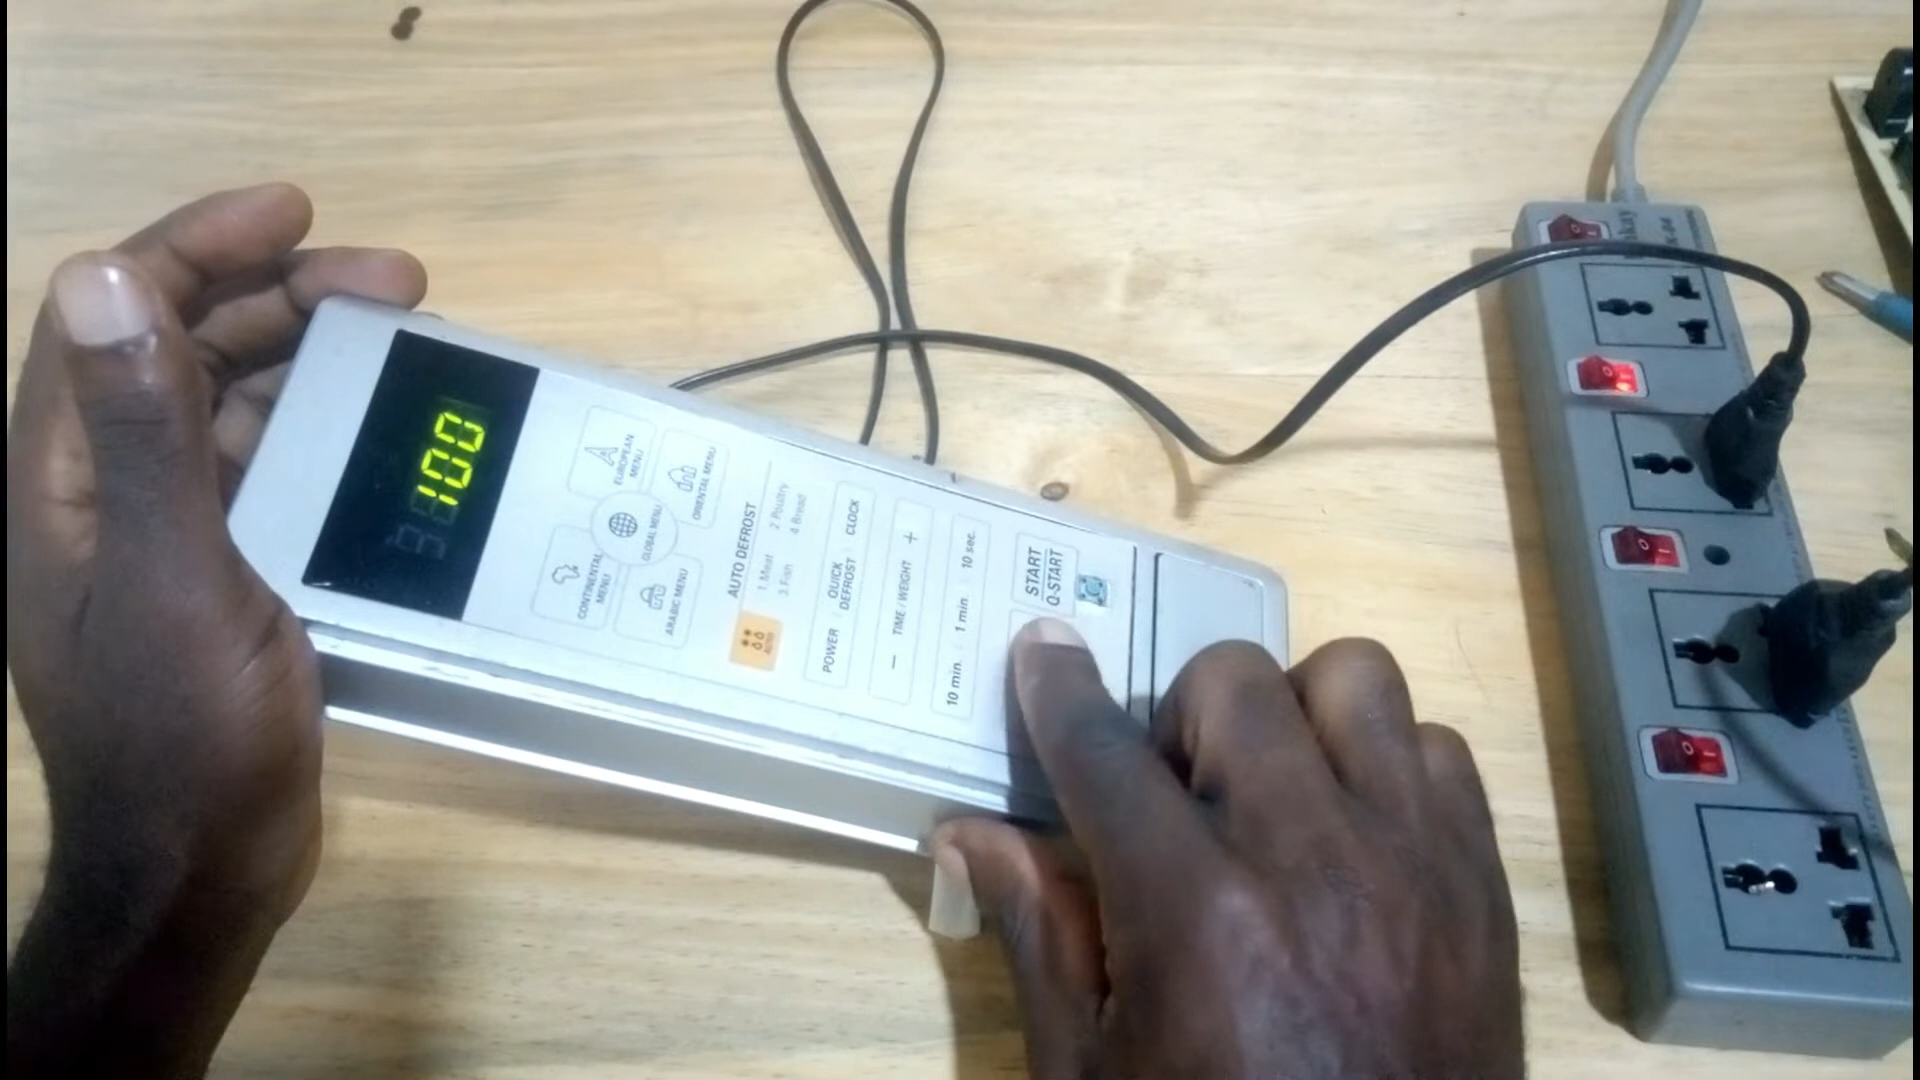 100
EUROPEAN
MENU
ORIENTAL MENU
GLOBAL MENU
CONTINENTAL
MENU
ARABIC MENU
AUTO DEFROST
1 Meat 2 Poultry
3 Fish 4 Bread
POWER
QUICK
DEFROST
CLOCK
− TIME / WEIGHT +
10 min. 1 min. 10 sec.
START
Q-START